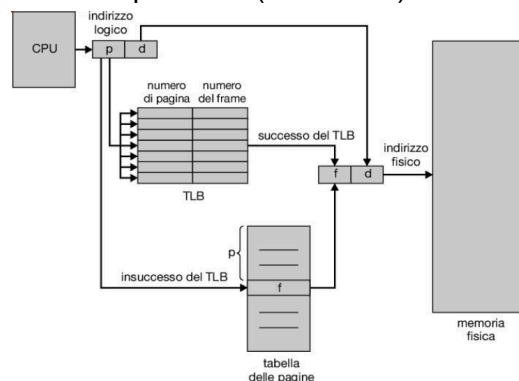 CPU
indirizzo
logico
p d
numero
di pagina
numero
del frame
TLB
successo del TLB
f d
indirizzo
fisico
p
insuccesso del TLB
f
tabella
delle pagine
memoria
fisica